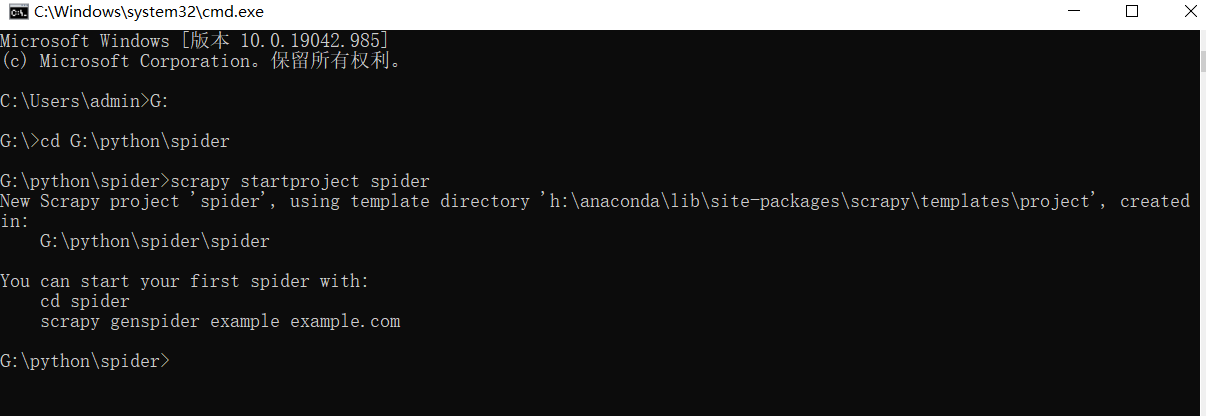 C:\Windows\system32\cmd.exe
Microsoft Windows [版本 10.0.19042.985]
(c) Microsoft Corporation。保留所有权利。
C:\Users\admin>G:
G:\>cd G:\python\spider
G:\python\spider>scrapy startproject spider
New Scrapy project 'spider', using template directory 'h:\anaconda\lib\site-packages\scrapy\templates\project', created
in:
    G:\python\spider\spider
You can start your first spider with:
    cd spider
    scrapy genspider example example.com
G:\python\spider>